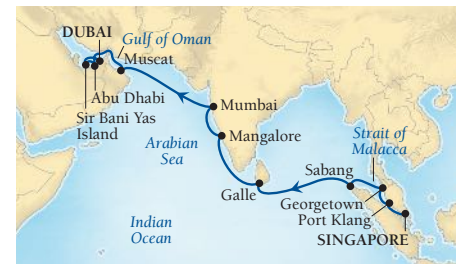 DUBAI
Gulf of Oman
Muscat
Abu Dhabi
Sir Bani Yas
Island
Mumbai
Mangalore
Arabian
Sea
Strait of
Malacca
Sabang
Galle
Georgetown
Port Klang
SINGAPORE
Indian
Ocean